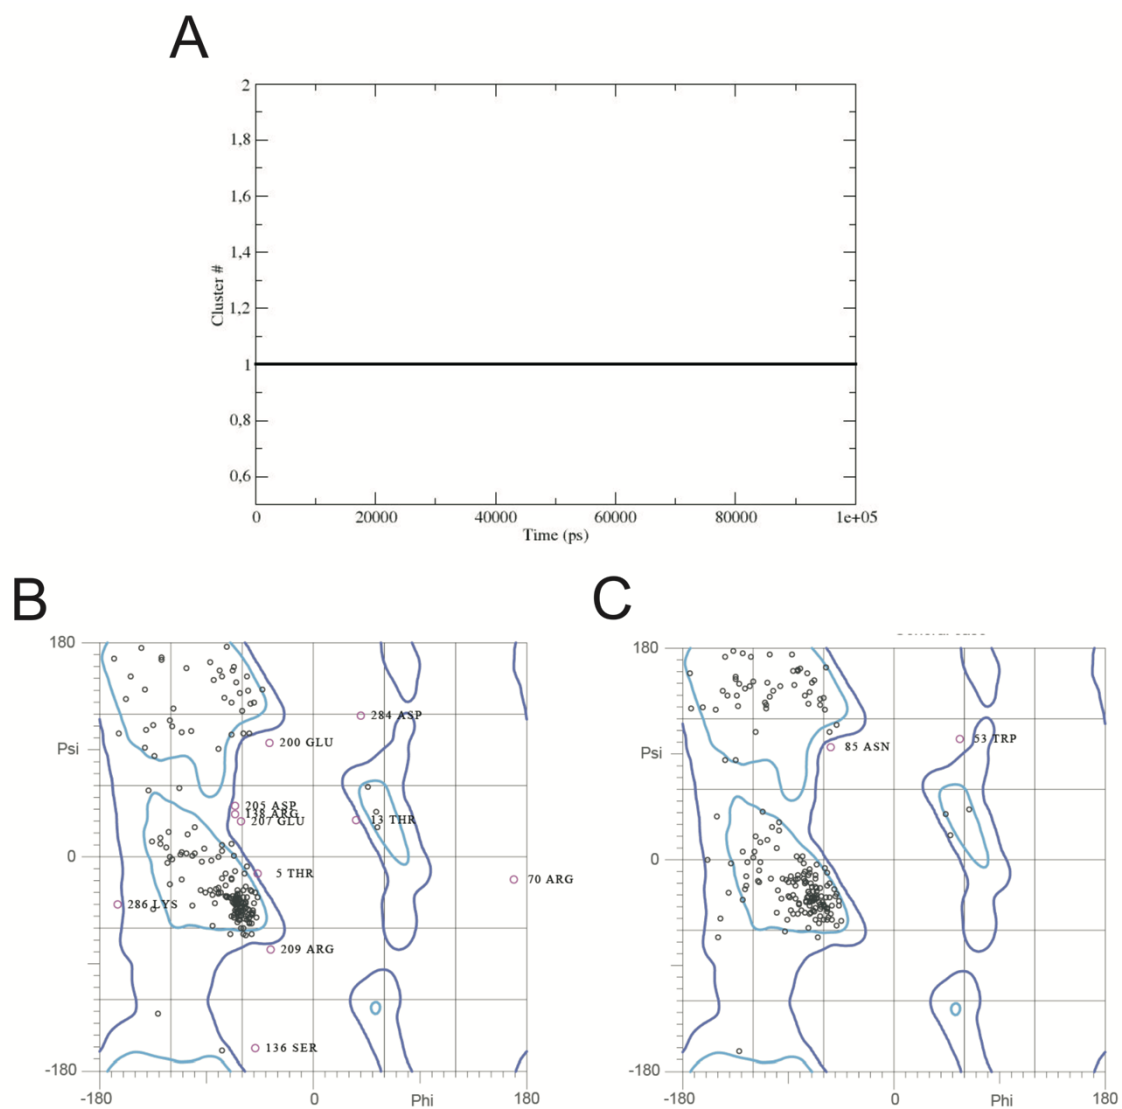 A
2
1,8
1,6
1,4
1,2
1
0,8
0,6
Cluster #
0
20000
40000
60000
80000
1e+05
Time (ps)
B
180
Psi
0
-180
-180
0
Phi
180
284 ASP
200 GLU
205 ASP
138 ARG
207 GLU
13 THR
5 THR
70 ARG
286 LYS
209 ARG
136 SER
C
180
Psi
0
-180
-180
0
Phi
180
53 TRP
85 ASN